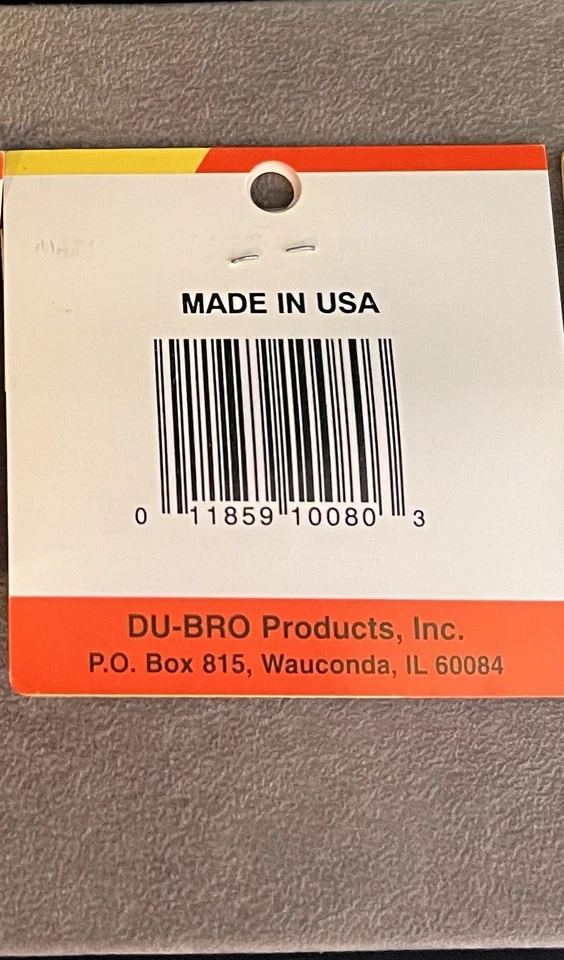 MADE IN USA
0 11859 10080 3
DU-BRO Products, Inc.
P.O. Box 815, Wauconda, IL 60084